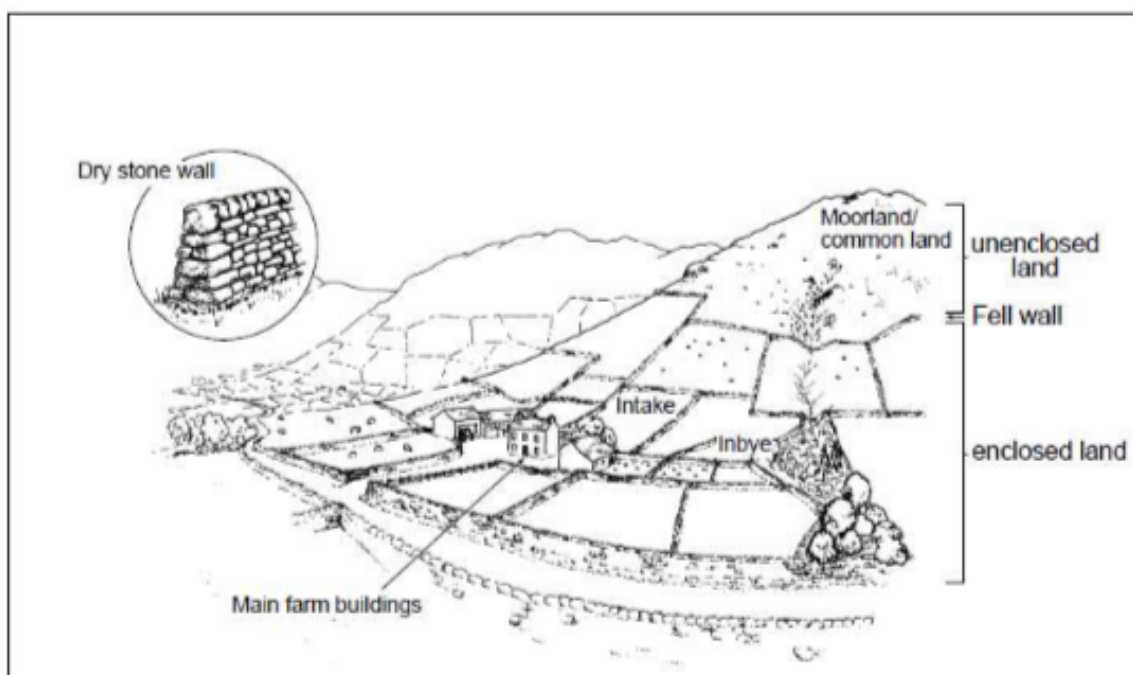 Dry stone wall
Moorland/
common land
unenclosed
land
Fell wall
Intake
Inbye
enclosed land
Main farm buildings